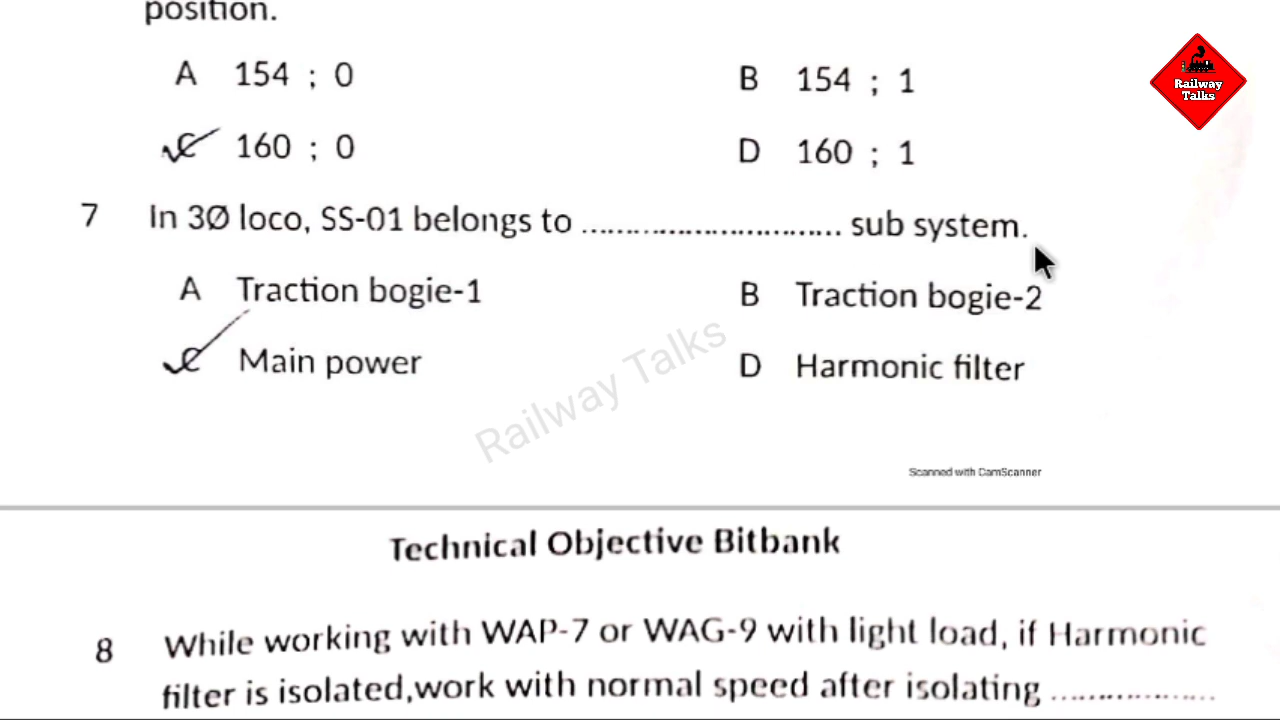 position.
A 154 ; 0 B 154 ; 1
C 160 ; 0 D 160 ; 1
7 In 3Ø loco, SS-01 belongs to .............................. sub system.
A Traction bogie-1 B Traction bogie-2
C Main power D Harmonic filter
Scanned with CamScanner
Technical Objective Bitbank
8 While working with WAP-7 or WAG-9 with light load, if Harmonic
filter is isolated,work with normal speed after isolating ..................
Railway
Talks
Railway Talks